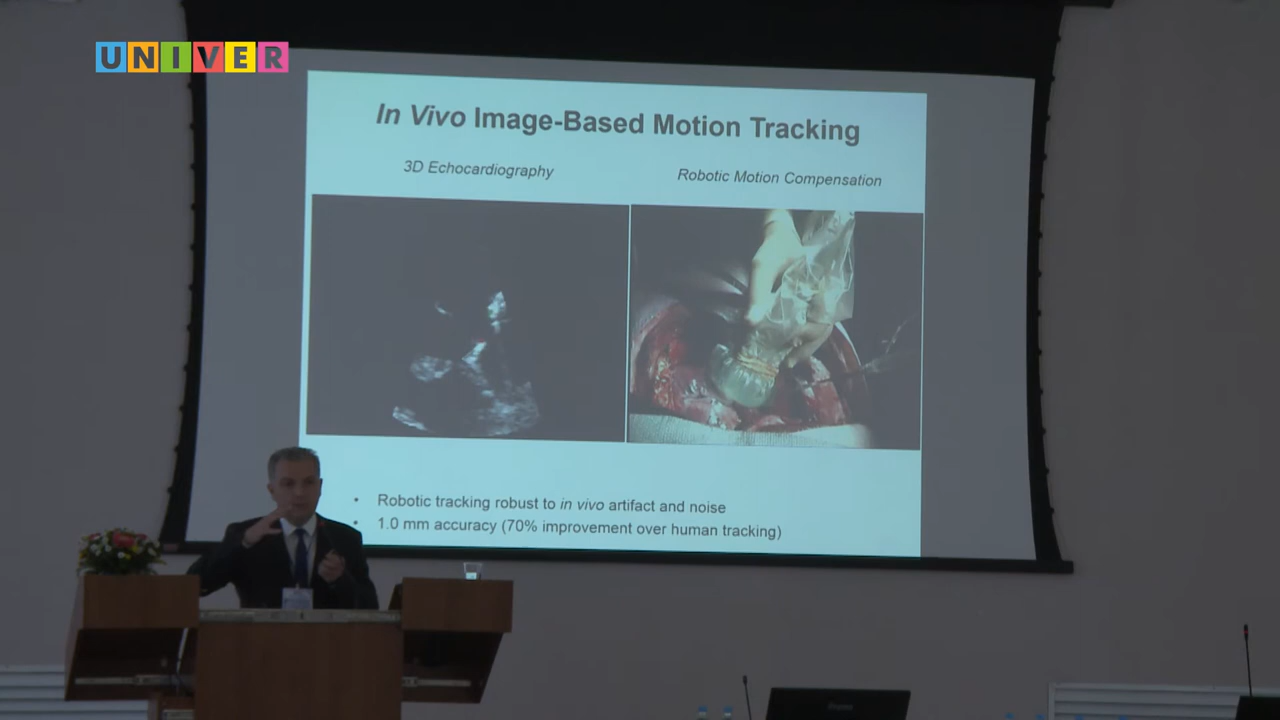 UNIVER
In Vivo Image-Based Motion Tracking
3D Echocardiography
Robotic Motion Compensation
• Robotic tracking robust to in vivo artifact and noise
• 1.0 mm accuracy (70% improvement over human tracking)